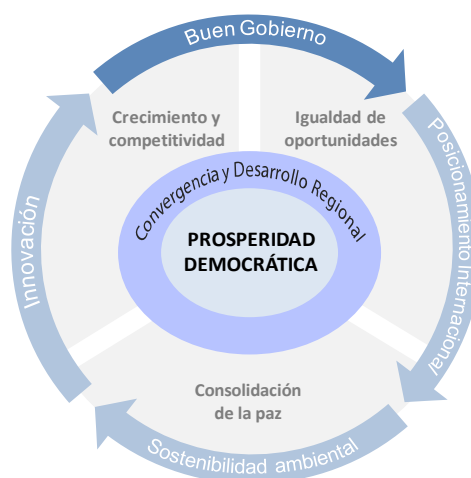 Buen Gobierno
Crecimiento y
competitividad
Igualdad de
oportunidades
Posicionamiento Internacional
Innovación
Convergencia y Desarrollo Regional
PROSPERIDAD
DEMOCRÁTICA
Consolidación
de la paz
Sostenibilidad ambiental